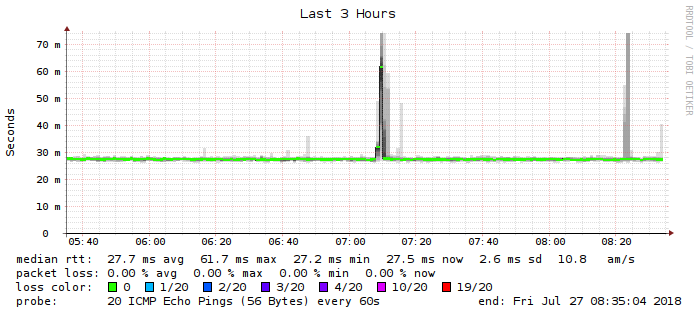 Last 3 Hours
RRDTOOL / TOBI OETIKER
Seconds
70 m
60 m
50 m
40 m
30 m
20 m
10 m
0
05:40 06:00 06:20 06:40 07:00 07:20 07:40 08:00 08:20
median rtt: 27.7 ms avg 61.7 ms max 27.2 ms min 27.5 ms now 2.6 ms sd 10.8 am/s
packet loss: 0.00 % avg 0.00 % max 0.00 % min 0.00 % now
loss color: 0 1/20 2/20 3/20 4/20 10/20 19/20
probe: 20 ICMP Echo Pings (56 Bytes) every 60s end: Fri Jul 27 08:35:04 2018